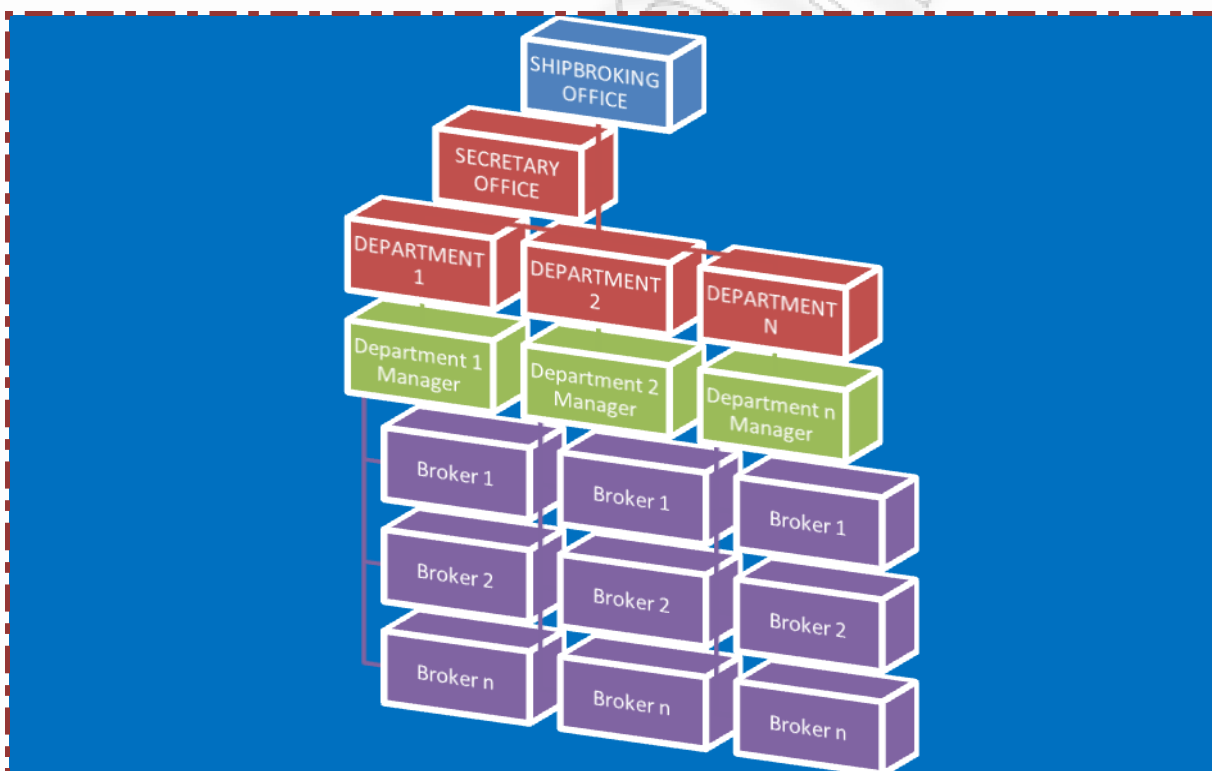 SHIPBROKING
OFFICE
SECRETARY
OFFICE
DEPARTMENT
1
DEPARTMENT
2
DEPARTMENT
N
Department 1
Manager
Department 2
Manager
Department n
Manager
Broker 1
Broker 1
Broker 1
Broker 2
Broker 2
Broker 2
Broker n
Broker n
Broker n